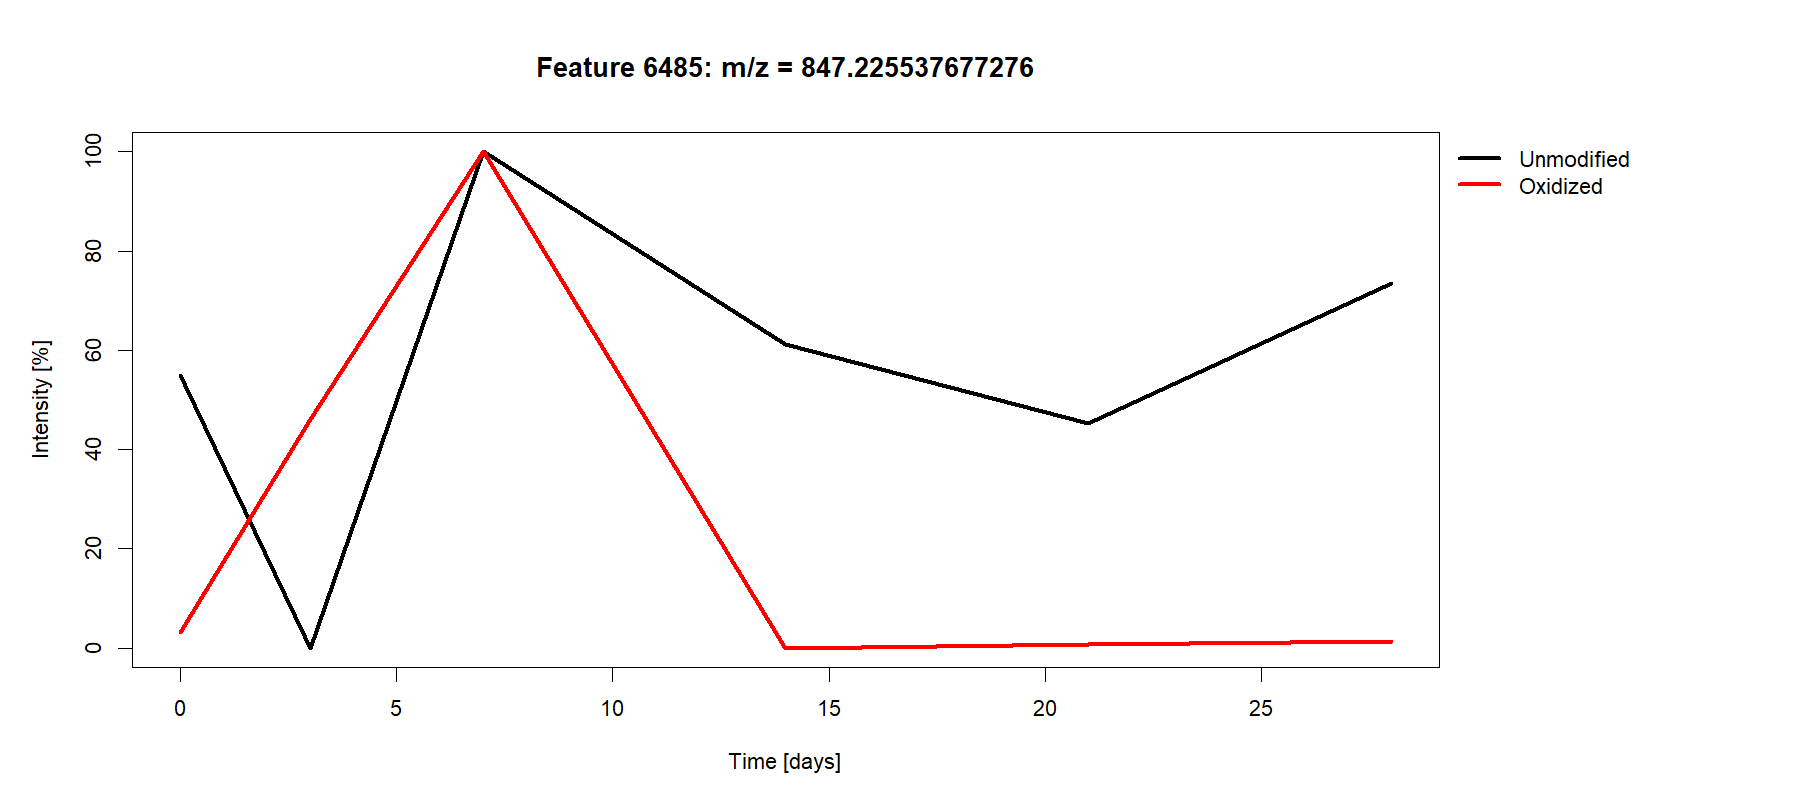 Feature 6485: m/z = 847.225537677276
Unmodified
Oxidized
100
80
60
40
20
0
Intensity [%]
0 5 10 15 20 25
Time [days]